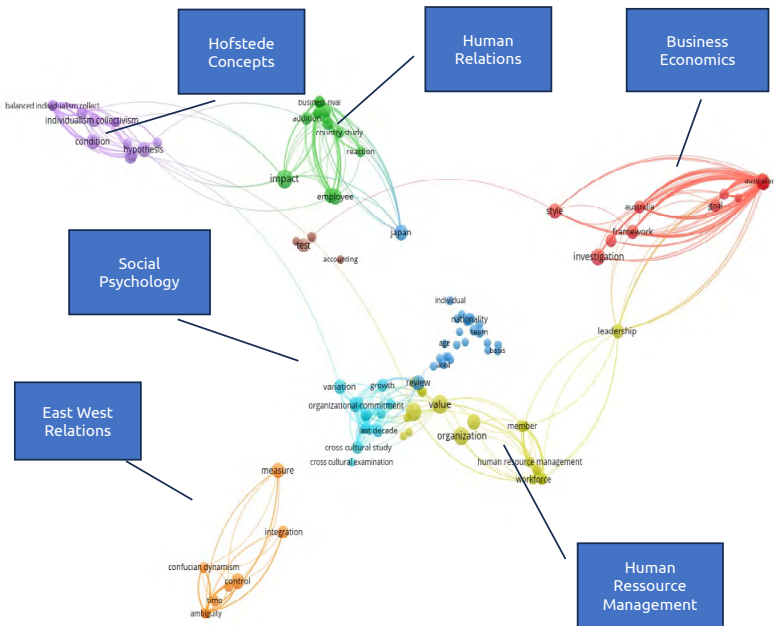 Hofstede
Concepts
Human
Relations
Business
Economics
balanced individualism collect
individualism collectivism
condition
hypothesis
business rival
addition
country study
reaction
impact
employee
japan
test
accounting
style
australia
framework
goal
investigation
leadership
Social
Psychology
individual
nationality
team
age
basis
area
review
variation
growth
organizational commitment
last decade
cross cultural study
cross cultural examination
value
organization
member
human resource management
workforce
East West
Relations
measure
integration
confucian dynamism
control
time
ambiguity
Human
Ressource
Management